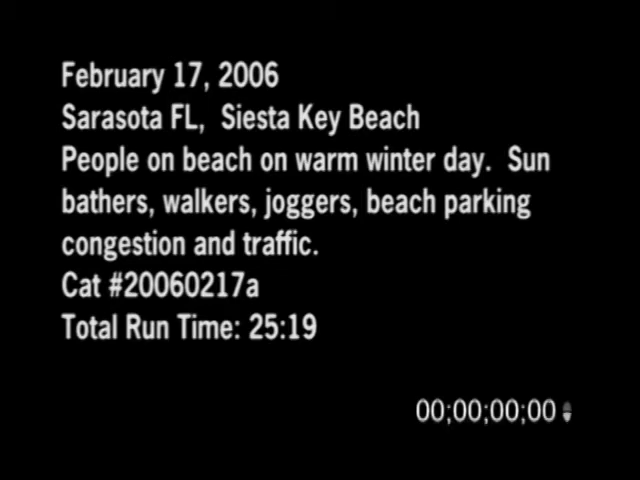 February 17, 2006
Sarasota FL,  Siesta Key Beach
People on beach on warm winter day.  Sun
bathers, walkers, joggers, beach parking
congestion and traffic.
Cat #20060217a
Total Run Time: 25:19
00;00;00;00